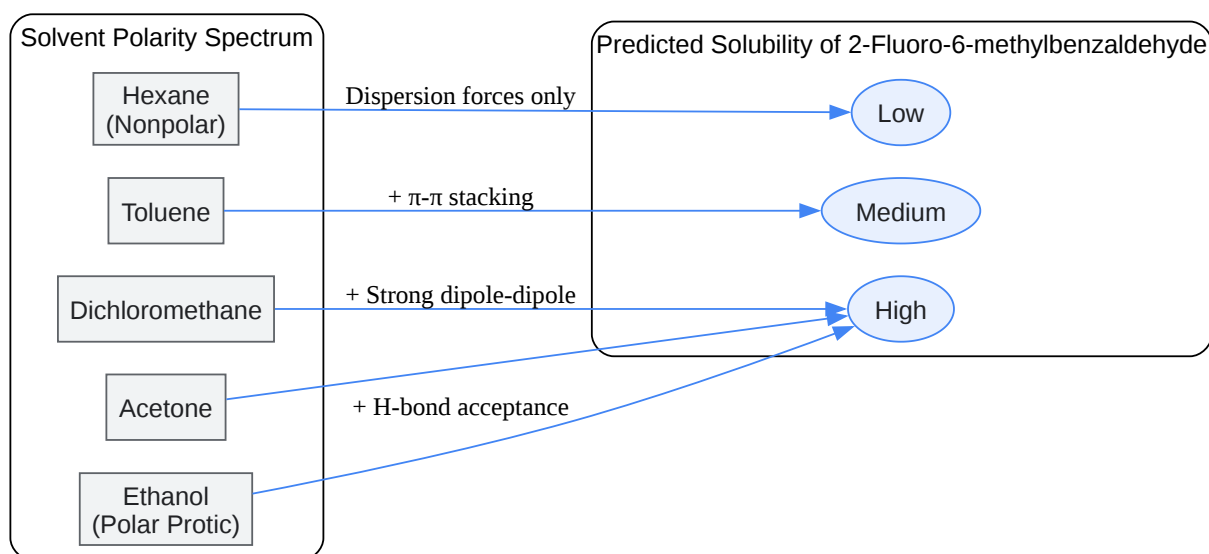 Solvent Polarity Spectrum
Predicted Solubility of 2-Fluoro-6-methylbenzaldehyde
Hexane
(Nonpolar)
Dispersion forces only
Low
Toluene
+ π-π stacking
Medium
Dichloromethane
+ Strong dipole-dipole
High
Acetone
+ H-bond acceptance
Ethanol
(Polar Protic)